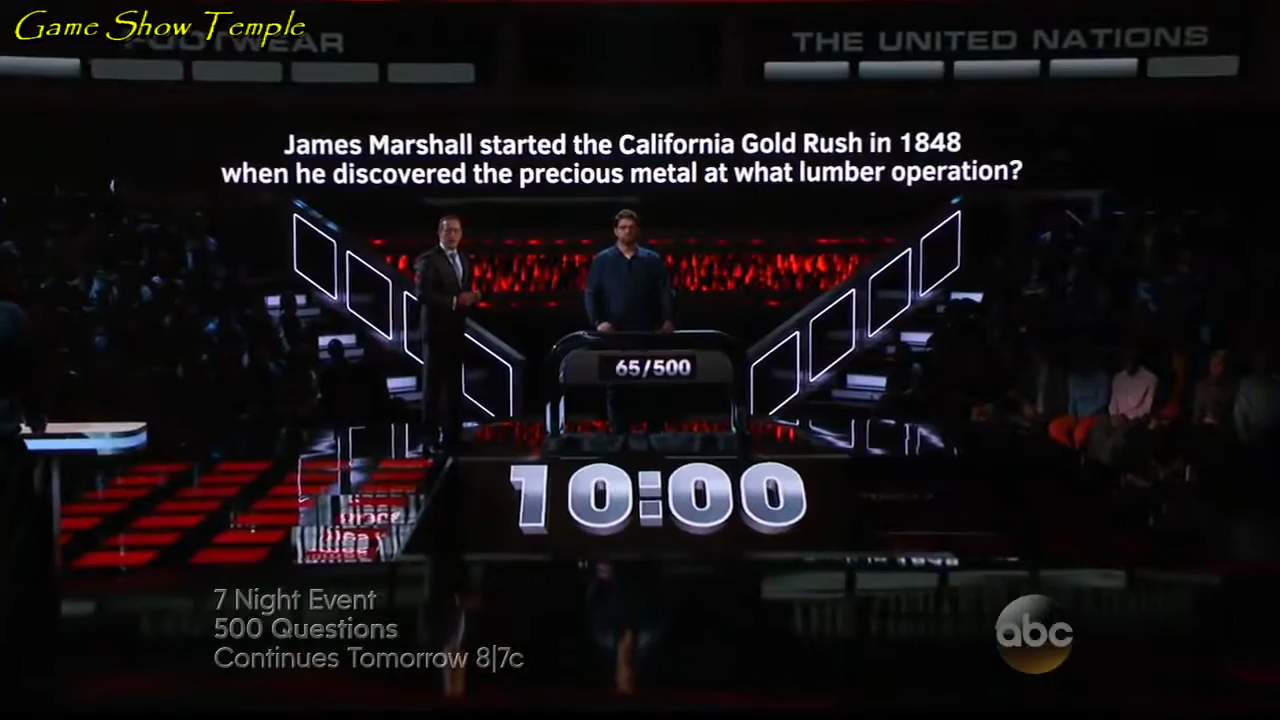 Game Show Temple
FOOTWEAR
THE UNITED NATIONS
James Marshall started the California Gold Rush in 1848
when he discovered the precious metal at what lumber operation?
65/500
10:00
7 Night Event
500 Questions
Continues Tomorrow 8|7c
abc